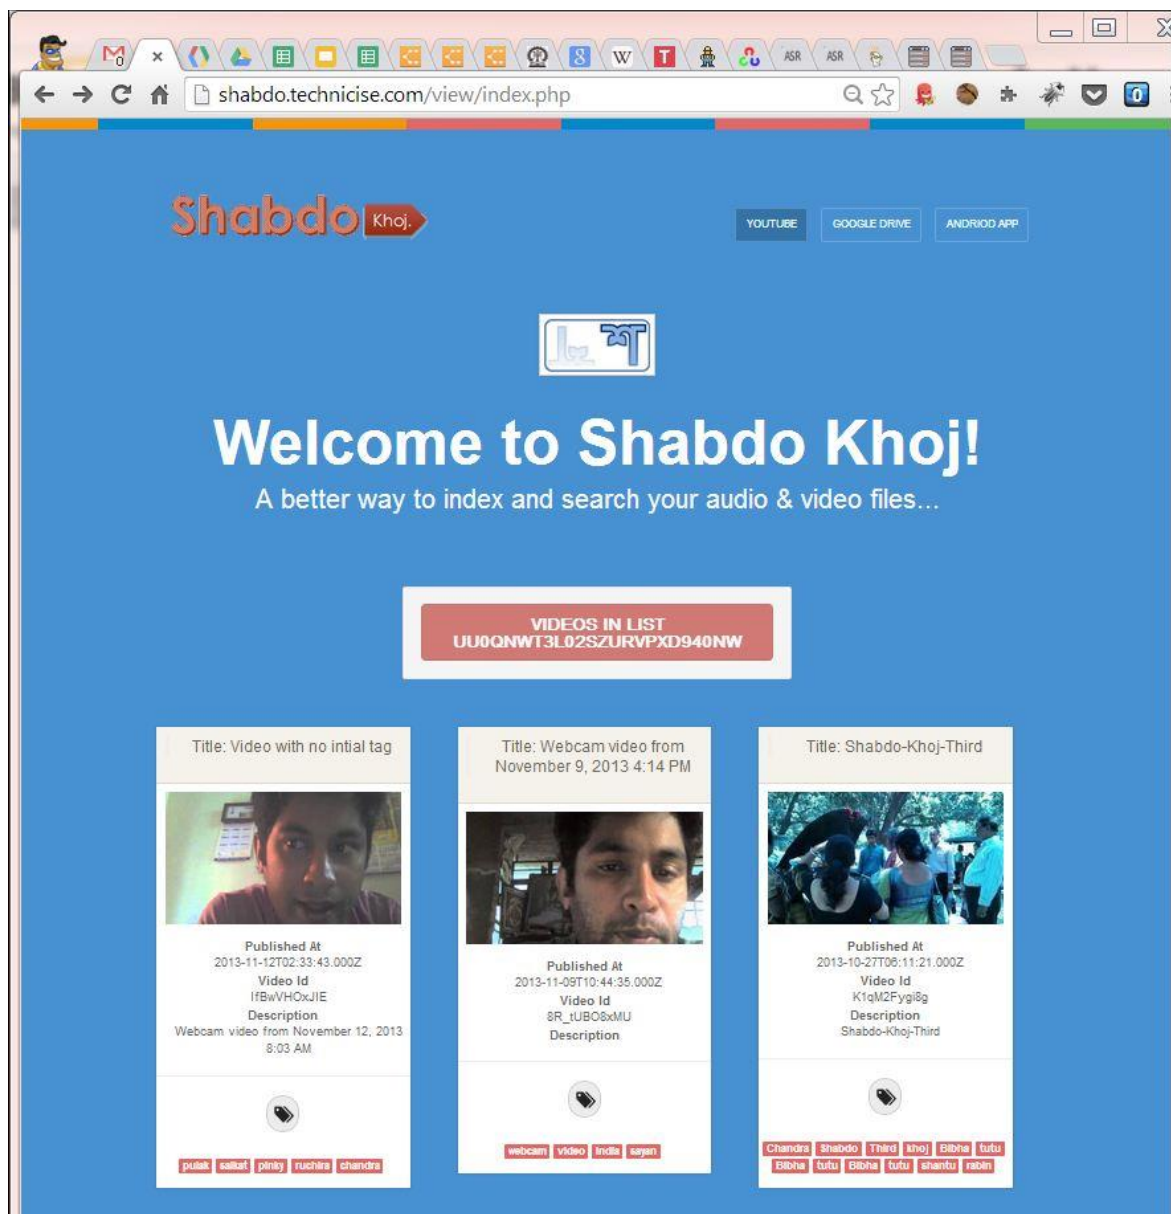 8
W
T
ASR
ASR
shabdo.technicise.com/view/index.php
0
Shabdo Khoj.
YOUTUBE
GOOGLE DRIVE
ANDRIOD APP
শ
Welcome to Shabdo Khoj!
A better way to index and search your audio & video files...
VIDEOS IN LIST
UU0QNWT3L02SZURVPXD940NW
Title: Video with no intial tag
Published At
2013-11-12T02:33:43.000Z
Video Id
IfBwVHOxJIE
Description
Webcam video from November 12, 2013
8:03 AM
pulak saikat pinky ruchira chandra
Title: Webcam video from
November 9, 2013 4:14 PM
Published At
2013-11-09T10:44:35.000Z
Video Id
8R_tUBO8xMU
Description
webcam video india sayan
Title: Shabdo-Khoj-Third
Published At
2013-10-27T06:11:21.000Z
Video Id
K1qM2Fygi8g
Description
Shabdo-Khoj-Third
Chandra Shabdo Third khoj Bibha tutu
Bibha tutu Bibha tutu shantu rabin